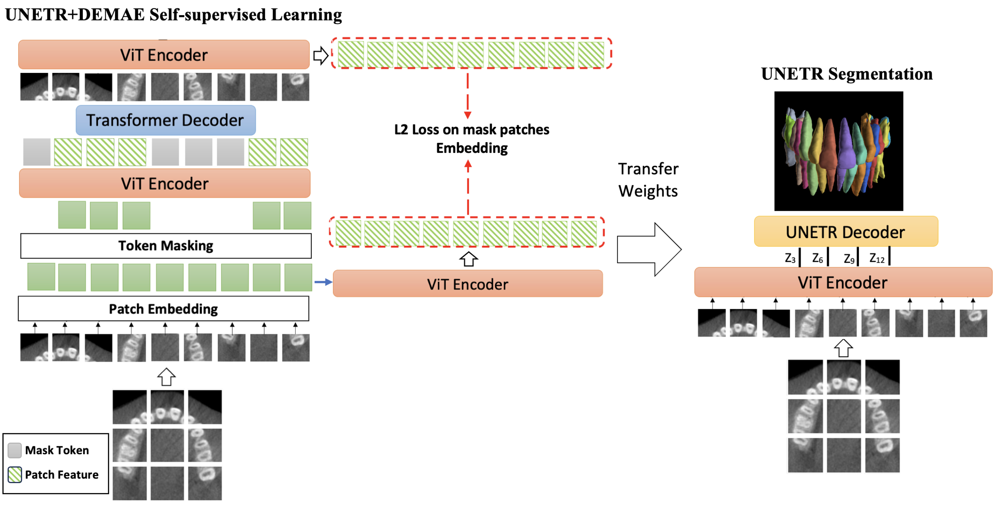 UNETR+DEMAE Self-supervised Learning
ViT Encoder
Transformer Decoder
ViT Encoder
Token Masking
Patch Embedding
Mask Token
Patch Feature
L2 Loss on mask patches
Embedding
ViT Encoder
Transfer
Weights
UNETR Segmentation
UNETR Decoder
Z₃ Z₆ Z₉ Z₁₂
ViT Encoder